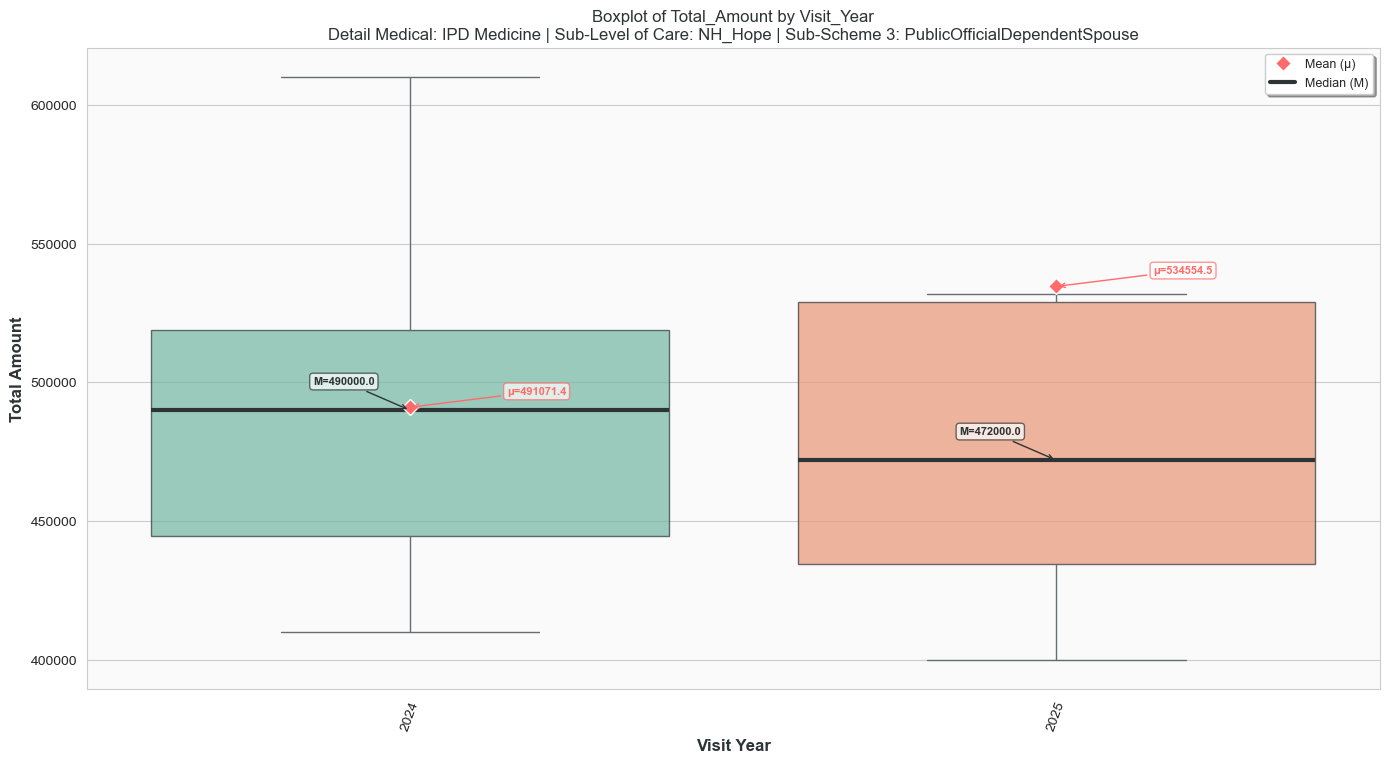 Boxplot of Total_Amount by Visit_Year
Detail Medical: IPD Medicine | Sub-Level of Care: NH_Hope | Sub-Scheme 3: PublicOfficialDependentSpouse
Mean (μ)
Median (M)
Total Amount
600000
550000
500000
450000
400000
M=490000.0
μ=491071.4
μ=534554.5
M=472000.0
2024
2025
Visit Year